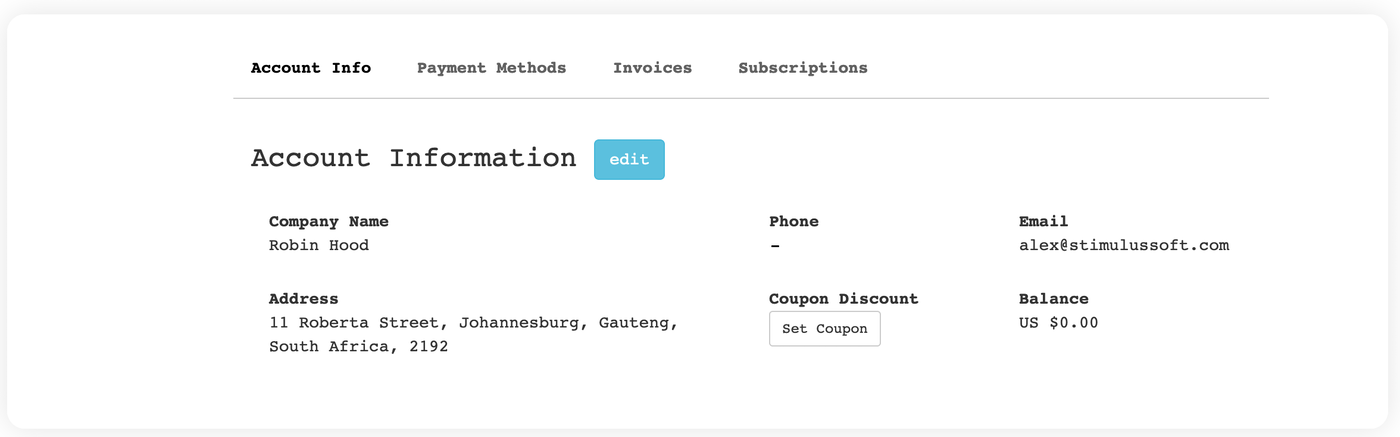 Account Info Payment Methods Invoices Subscriptions
Account Information edit
Company Name Phone Email
Robin Hood - alex@stimulussoft.com
Address Coupon Discount Balance
11 Roberta Street, Johannesburg, Gauteng, Set Coupon US $0.00
South Africa, 2192